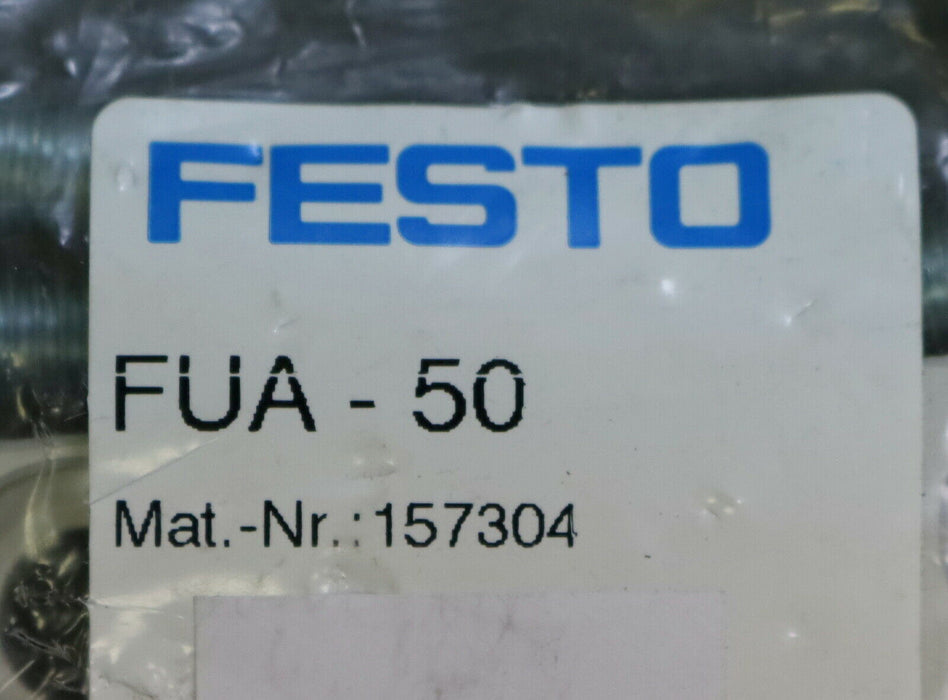 FESTO
FUA - 50
Mat.-Nr.:157304